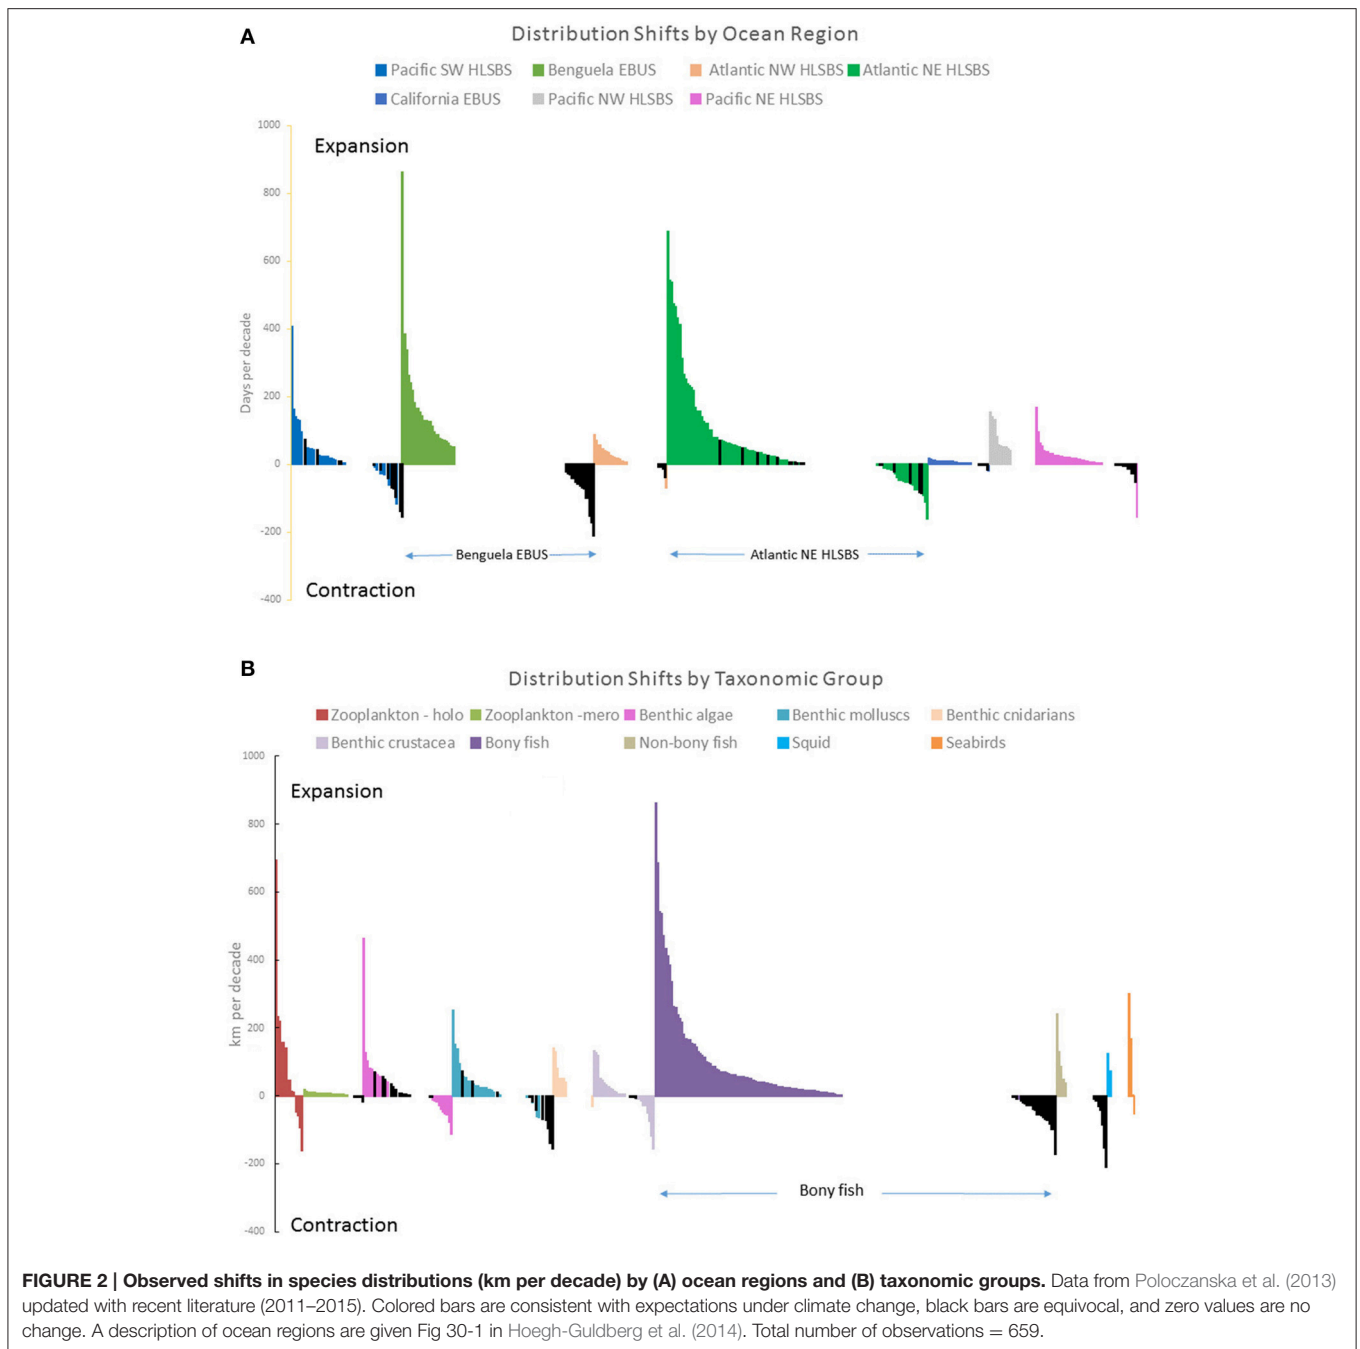 A
Distribution Shifts by Ocean Region
Pacific SW HLSBS Benguela EBUS Atlantic NW HLSBS Atlantic NE HLSBS
California EBUS Pacific NW HLSBS Pacific NE HLSBS
1000
Expansion
800
600
400
Days per decade
200
0
-200
Benguela EBUS Atlantic NE HLSBS
Contraction
-400
B
Distribution Shifts by Taxonomic Group
Zooplankton - holo Zooplankton -mero Benthic algae Benthic molluscs Benthic cnidarians
Benthic crustacea Bony fish Non-bony fish Squid Seabirds
1000
Expansion
800
600
400
km per decade
200
0
-200
Bony fish
Contraction
-400
FIGURE 2 | Observed shifts in species distributions (km per decade) by (A) ocean regions and (B) taxonomic groups. Data from Poloczanska et al. (2013)
updated with recent literature (2011–2015). Colored bars are consistent with expectations under climate change, black bars are equivocal, and zero values are no
change. A description of ocean regions are given Fig 30-1 in Hoegh-Guldberg et al. (2014). Total number of observations = 659.